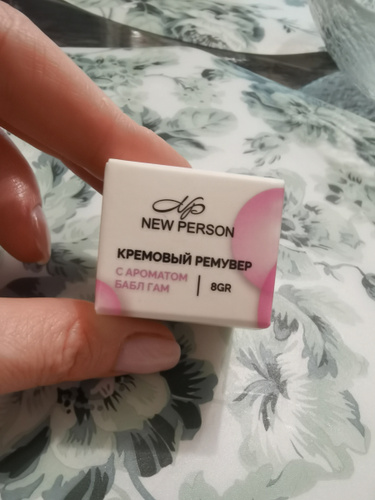 Np
NEW PERSON
КРЕМОВЫЙ РЕМУВЕР
С АРОМАТОМ
БАБЛ ГАМ
8GR